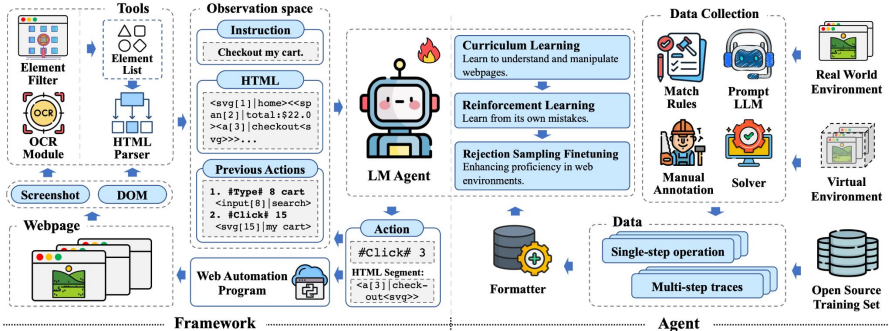 Tools
Element
Filter
Element
List
OCR
OCR
Module
HTML
Parser
Screenshot
DOM
Webpage
Observation space
Instruction
Checkout my cart.
HTML
<svg[1]|home><<sp
an[2]|total:$22.0
><a[3]|checkout<s
vg>>>...
Previous Actions
1. #Type# 8 cart
<input[8]|search>
2. #Click# 15
<svg[15]|my cart>
Web Automation
Program
LM Agent
Action
#Click# 3
HTML Segment:
<a[3]|check-
out<svg>>
Curriculum Learning
Learn to understand and manipulate
webpages.
Reinforcement Learning
Learn from its own mistakes.
Rejection Sampling Finetuning
Enhancing proficiency in web
environments.
Formatter
Data Collection
Match
Rules
Prompt
LLM
Manual
Annotation
Solver
Real World
Environment
Virtual
Environment
Data
Single-step operation
Multi-step traces
Open Source
Training Set
Framework
Agent